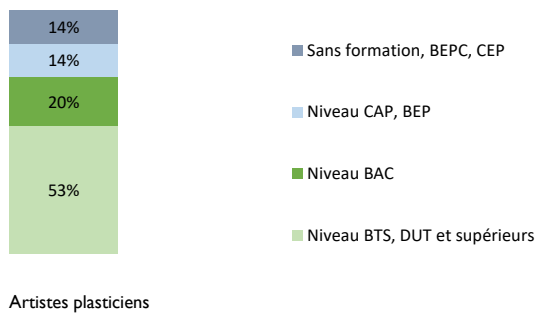 14%
14%
20%
53%
Sans formation, BEPC, CEP
Niveau CAP, BEP
Niveau BAC
Niveau BTS, DUT et supérieurs
Artistes plasticiens